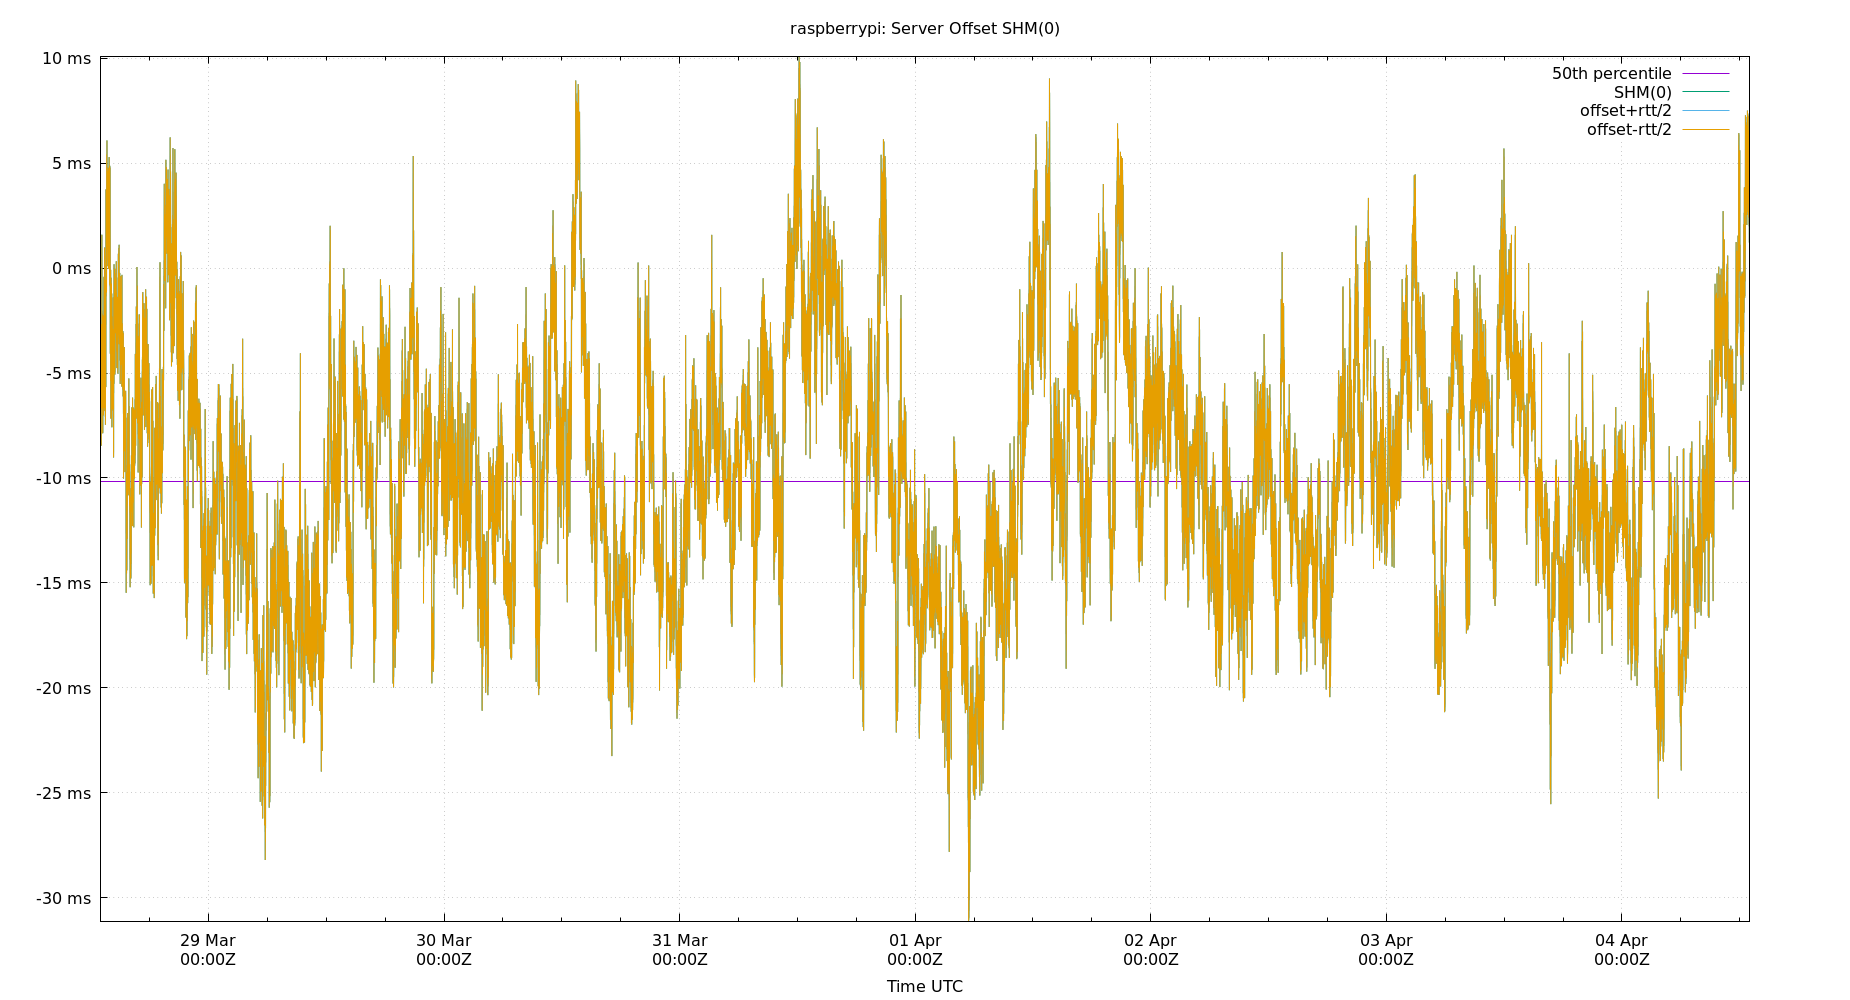 raspberrypi: Server Offset SHM(0)
10 ms
5 ms
0 ms
-5 ms
-10 ms
-15 ms
-20 ms
-25 ms
-30 ms
50th percentile
SHM(0)
offset+rtt/2
offset-rtt/2
29 Mar 30 Mar 31 Mar 01 Apr 02 Apr 03 Apr 04 Apr
00:00Z 00:00Z 00:00Z 00:00Z 00:00Z 00:00Z 00:00Z
Time UTC